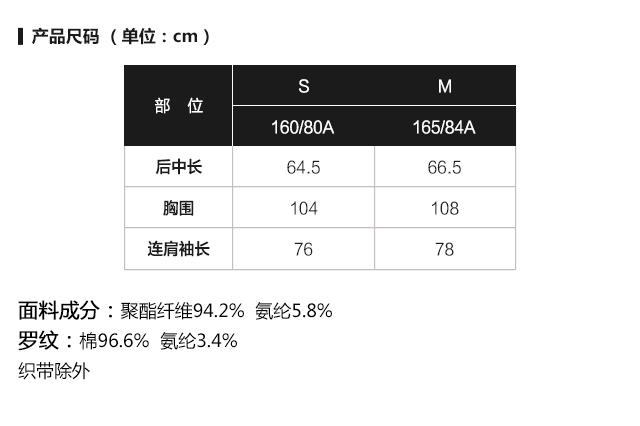 产品尺码（单位：cm）
部 位 S M
160/80A 165/84A
后中长 64.5 66.5
胸围 104 108
连肩袖长 76 78
面料成分：聚酯纤维94.2% 氨纶5.8%
罗纹：棉96.6% 氨纶3.4%
织带除外